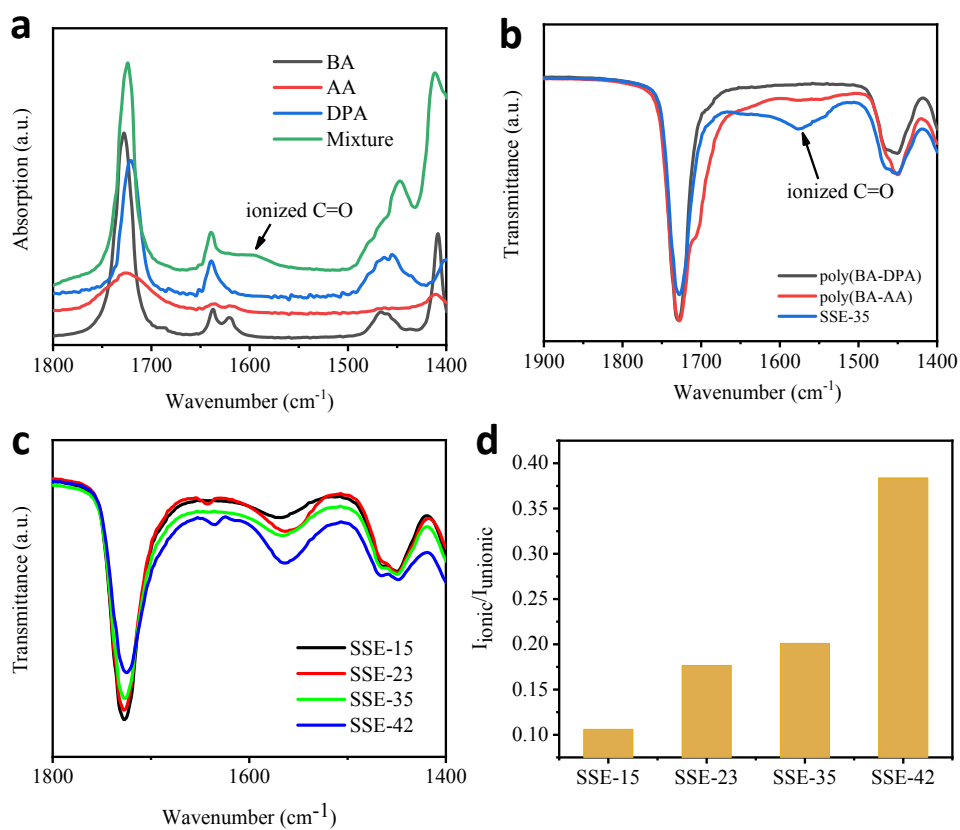 a
Absorption (a.u.)
BA
AA
DPA
Mixture
ionized C=O
1800
1700
1600
1500
1400
Wavenumber (cm⁻¹)
b
Transmittance (a.u.)
ionized C=O
poly(BA-DPA)
poly(BA-AA)
SSE-35
1900
1800
1700
1600
1500
1400
Wavenumber (cm⁻¹)
c
Transmittance (a.u.)
SSE-15
SSE-23
SSE-35
SSE-42
1800
1600
1400
Wavenumber (cm⁻¹)
d
I_ionic/I_unionic
0.40
0.35
0.30
0.25
0.20
0.15
0.10
SSE-15
SSE-23
SSE-35
SSE-42